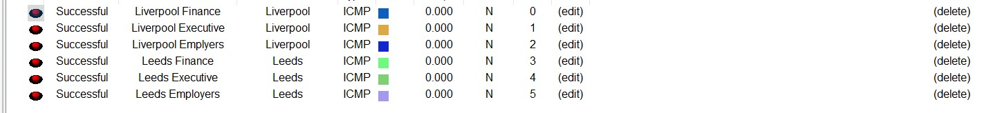 Successful Liverpool Finance Liverpool ICMP 0.000 N 0 (edit) (delete)
Successful Liverpool Executive Liverpool ICMP 0.000 N 1 (edit) (delete)
Successful Liverpool Emplyers Liverpool ICMP 0.000 N 2 (edit) (delete)
Successful Leeds Finance Leeds ICMP 0.000 N 3 (edit) (delete)
Successful Leeds Executive Leeds ICMP 0.000 N 4 (edit) (delete)
Successful Leeds Employers Leeds ICMP 0.000 N 5 (edit) (delete)